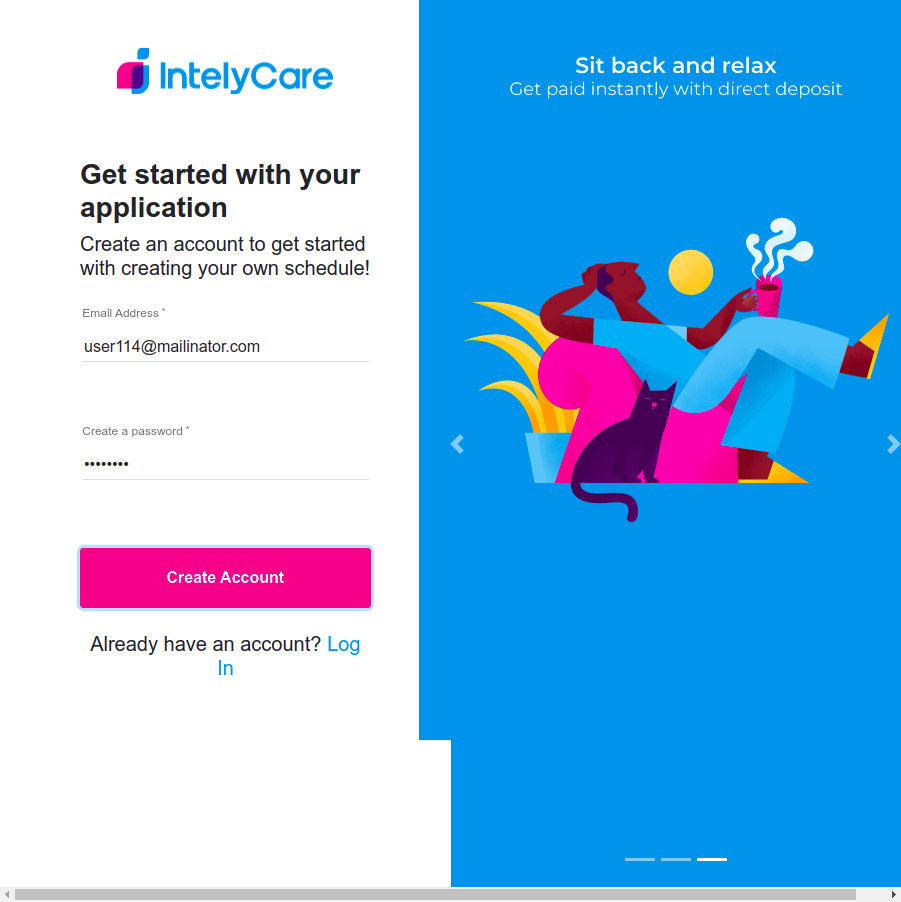 IntelyCare
Get started with your
application
Create an account to get started
with creating your own schedule!
Email Address *
user114@mailinator.com
Create a password *
••••••••
Create Account
Already have an account? Log
In
Sit back and relax
Get paid instantly with direct deposit